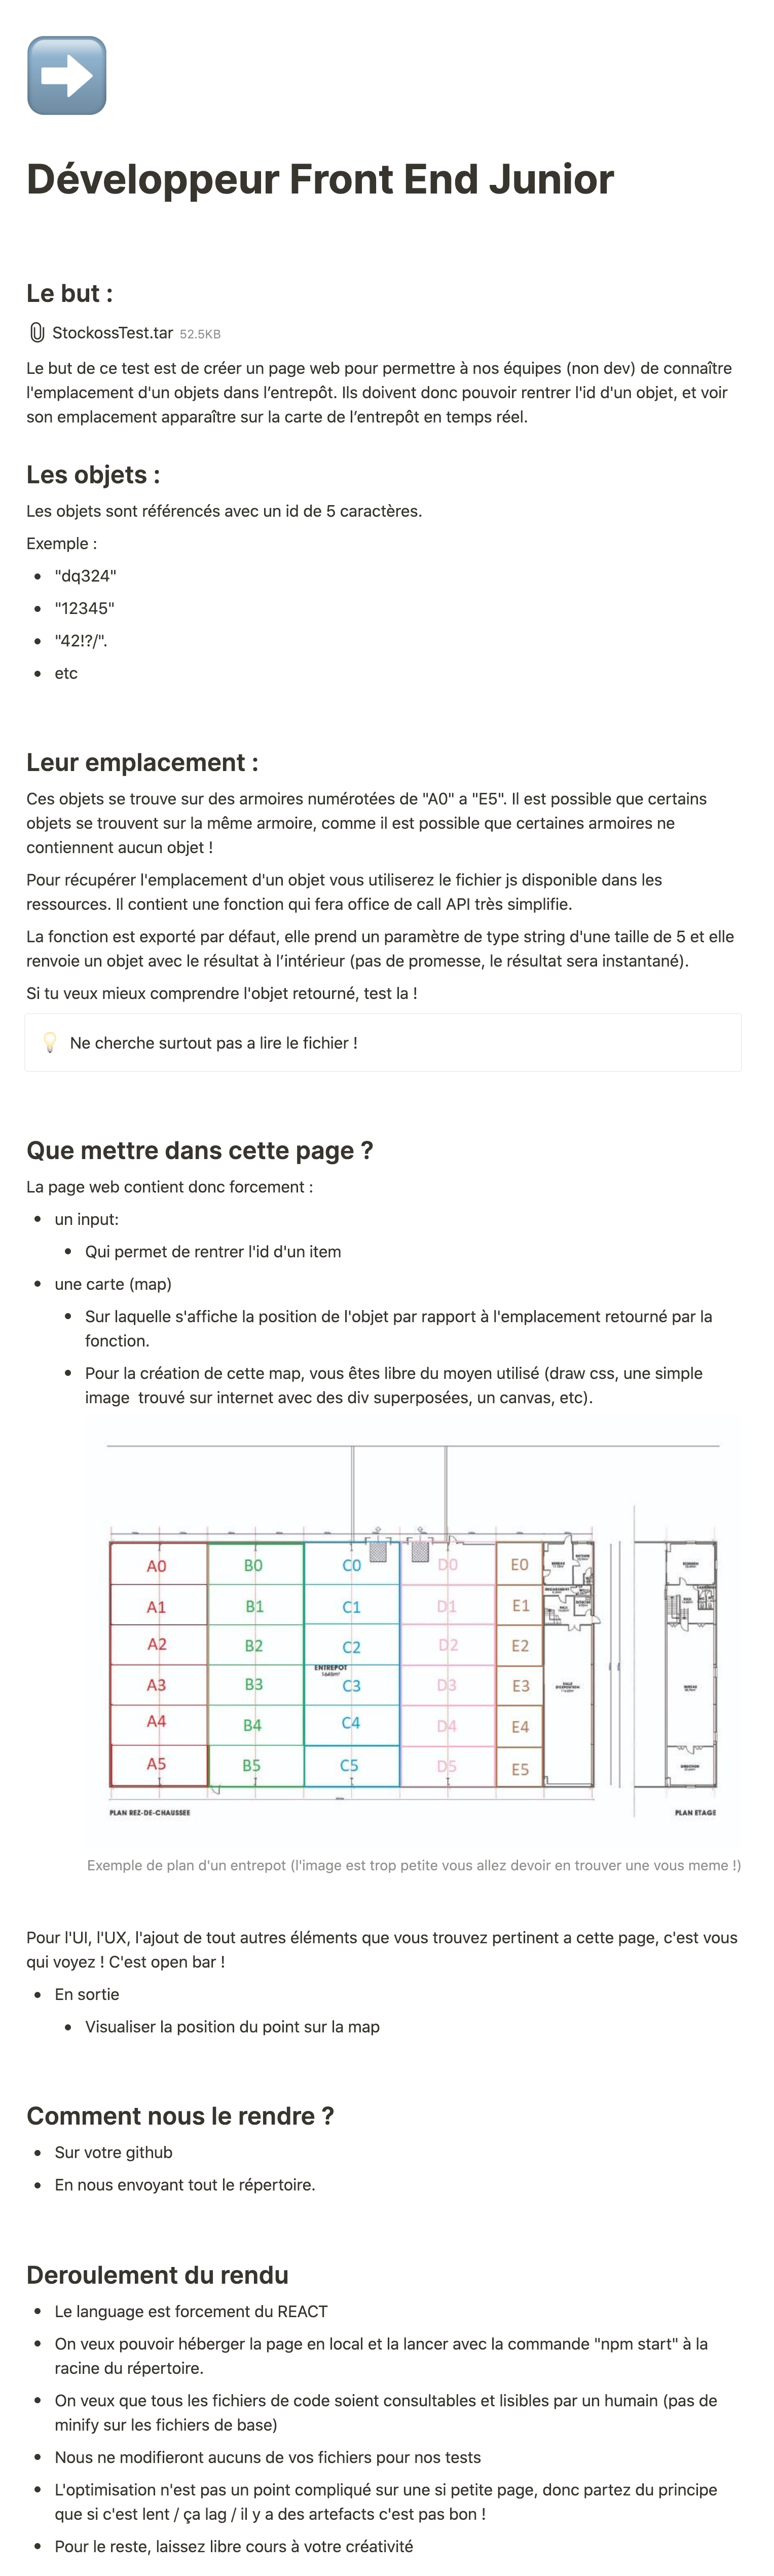 Développeur Front End Junior
Le but :
StockossTest.tar 52.5KB
Le but de ce test est de créer un page web pour permettre à nos équipes (non dev) de connaître
l'emplacement d'un objets dans l’entrepôt. Ils doivent donc pouvoir rentrer l'id d'un objet, et voir
son emplacement apparaître sur la carte de l’entrepôt en temps réel.
Les objets :
Les objets sont référencés avec un id de 5 caractères.
Exemple :
• "dq324"
• "12345"
• "42!?/".
• etc
Leur emplacement :
Ces objets se trouve sur des armoires numérotées de "A0" a "E5". Il est possible que certains
objets se trouvent sur la même armoire, comme il est possible que certaines armoires ne
contiennent aucun objet !
Pour récupérer l'emplacement d'un objet vous utiliserez le fichier js disponible dans les
ressources. Il contient une fonction qui fera office de call API très simplifie.
La fonction est exporté par défaut, elle prend un paramètre de type string d'une taille de 5 et elle
renvoie un objet avec le résultat à l’intérieur (pas de promesse, le résultat sera instantané).
Si tu veux mieux comprendre l'objet retourné, test la !
Ne cherche surtout pas a lire le fichier !
Que mettre dans cette page ?
La page web contient donc forcement :
• un input:
• Qui permet de rentrer l'id d'un item
• une carte (map)
• Sur laquelle s'affiche la position de l'objet par rapport à l'emplacement retourné par la
fonction.
• Pour la création de cette map, vous êtes libre du moyen utilisé (draw css, une simple
image  trouvé sur internet avec des div superposées, un canvas, etc).
A0 B0 C0 D0 E0
A1 B1 C1 D1 E1
A2 B2 C2 D2 E2
ENTREPOT
A3 B3 C3 D3 E3
A4 B4 C4 D4 E4
A5 B5 C5 D5 E5
PLAN REZ-DE-CHAUSSEE PLAN ETAGE
Exemple de plan d'un entrepot (l'image est trop petite vous allez devoir en trouver une vous meme !)
Pour l'UI, l'UX, l'ajout de tout autres éléments que vous trouvez pertinent a cette page, c'est vous
qui voyez ! C'est open bar !
• En sortie
• Visualiser la position du point sur la map
Comment nous le rendre ?
• Sur votre github
• En nous envoyant tout le répertoire.
Deroulement du rendu
• Le language est forcement du REACT
• On veux pouvoir héberger la page en local et la lancer avec la commande "npm start" à la
racine du répertoire.
• On veux que tous les fichiers de code soient consultables et lisibles par un humain (pas de
minify sur les fichiers de base)
• Nous ne modifieront aucuns de vos fichiers pour nos tests
• L'optimisation n'est pas un point compliqué sur une si petite page, donc partez du principe
que si c'est lent / ça lag / il y a des artefacts c'est pas bon !
• Pour le reste, laissez libre cours à votre créativité